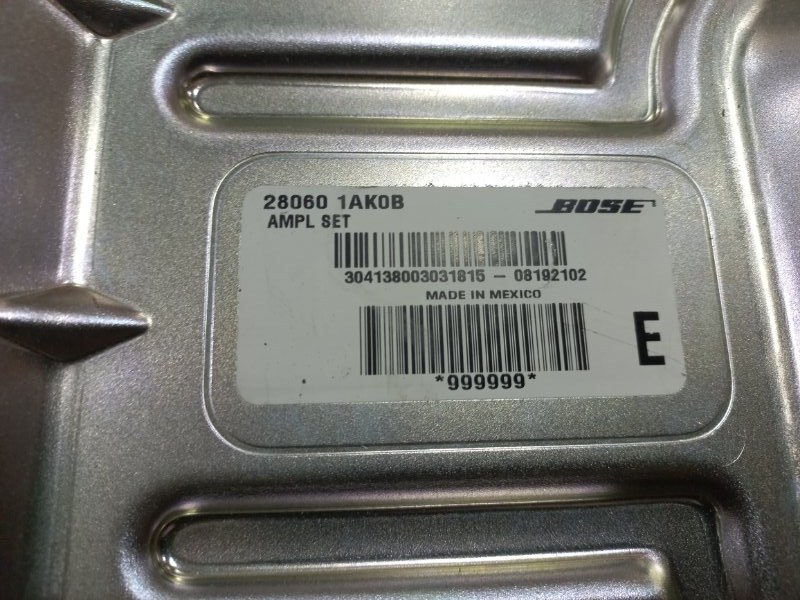 28060 1AK0B
BOSE
AMPL SET
304138003031815 - 08192102
MADE IN MEXICO
E
*999999*